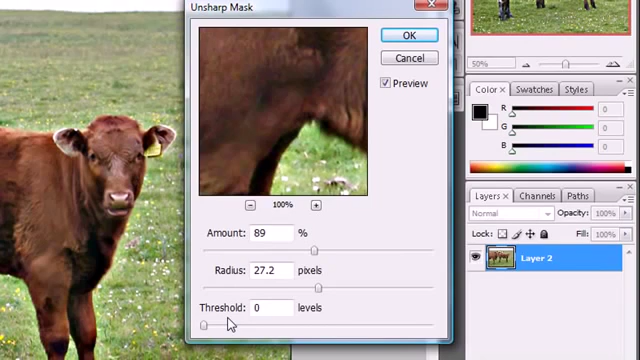 Unsharp Mask
OK
Cancel
Preview
100%
Amount: 89 %
Radius: 27.2 pixels
Threshold: 0 levels
50%
Color × Swatches Styles
R 0
G 0
B 0
Layers × Channels Paths
Normal Opacity: 100%
Lock: Fill: 100%
Layer 2